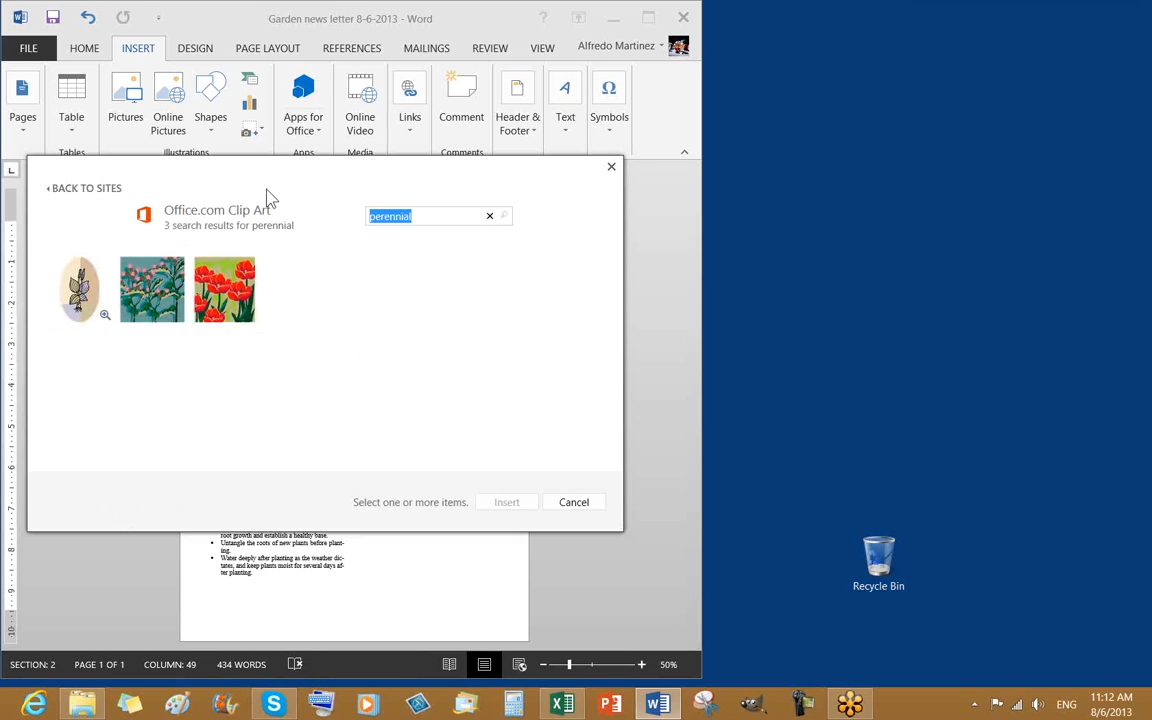 Garden news letter 8-6-2013 - Word
?
FILE
HOME
INSERT
DESIGN
PAGE LAYOUT
REFERENCES
MAILINGS
REVIEW
VIEW
Alfredo Martinez
Pages
Table
Pictures
Online
Pictures
Shapes
Apps for
Office
Online
Video
Links
Comment
Header &
Footer
Text
Symbols
Tables
Illustrations
Apps
Media
Comments
BACK TO SITES
Office.com Clip Art
3 search results for perennial
perennial
Select one or more items.
Insert
Cancel
root growth and establish a healthy base.
• Untangle the roots of new plants before plant-
ing.
• Water deeply after planting as the weather dic-
tates, and keep plants moist for several days af-
ter planting.
Recycle Bin
SECTION: 2
PAGE 1 OF 1
COLUMN: 49
434 WORDS
50%
ENG
11:12 AM
8/6/2013